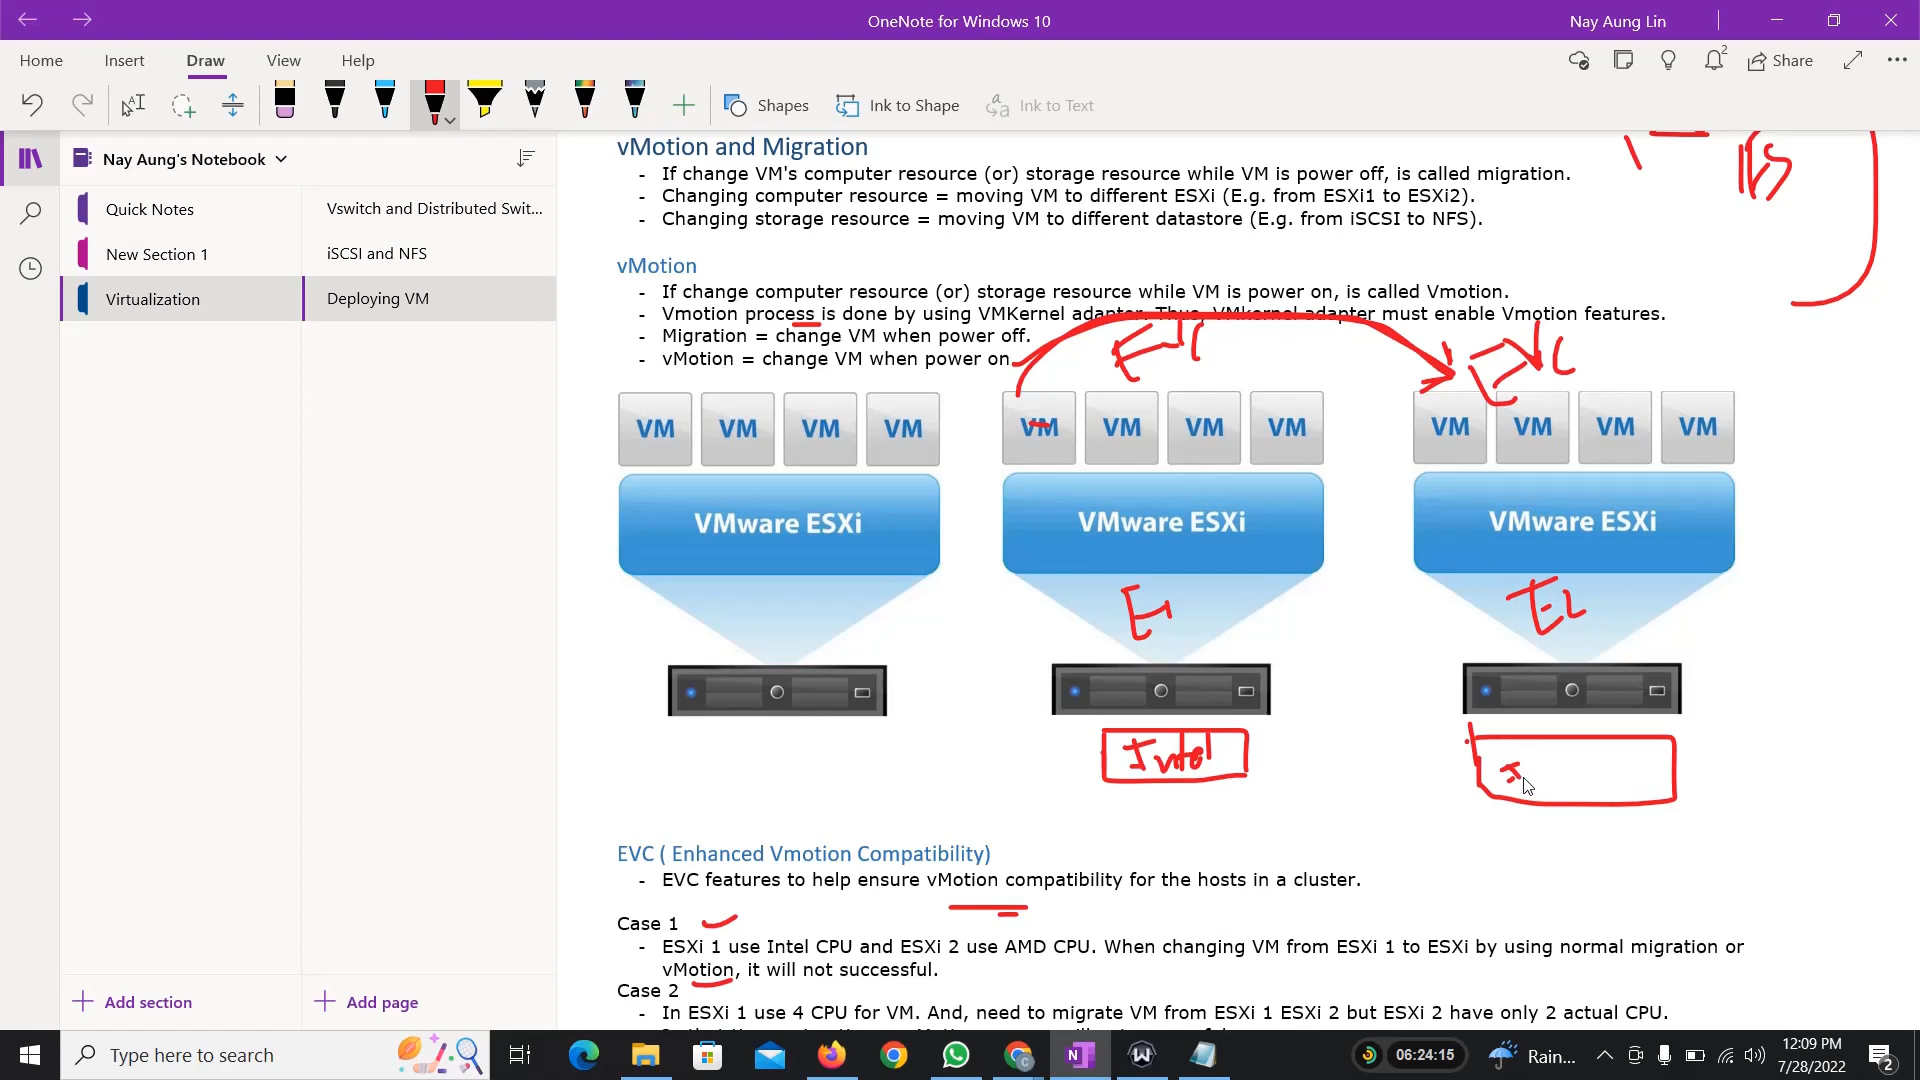 OneNote for Windows 10
Nay Aung Lin
Home Insert Draw View Help
2
Share
Shapes
Ink to Shape
Ink to Text
Nay Aung's Notebook
Quick Notes
New Section 1
Virtualization
Vswitch and Distributed Swit...
iSCSI and NFS
Deploying VM
Add section
Add page
vMotion and Migration
- If change VM's computer resource (or) storage resource while VM is power off, is called migration.
- Changing computer resource = moving VM to different ESXi (E.g. from ESXi1 to ESXi2).
- Changing storage resource = moving VM to different datastore (E.g. from iSCSI to NFS).
vMotion
- If change computer resource (or) storage resource while VM is power on, is called Vmotion.
- Vmotion process is done by using VMKernel adapter. Thus, VMkernel adapter must enable Vmotion features.
- Migration = change VM when power off.
- vMotion = change VM when power on.
VM VM VM VM
VM VM VM VM
VM VM VM VM
VMware ESXi
VMware ESXi
VMware ESXi
Intel
EVC ( Enhanced Vmotion Compatibility)
- EVC features to help ensure vMotion compatibility for the hosts in a cluster.
Case 1
- ESXi 1 use Intel CPU and ESXi 2 use AMD CPU. When changing VM from ESXi 1 to ESXi by using normal migration or
vMotion, it will not successful.
Case 2
- In ESXi 1 use 4 CPU for VM. And, need to migrate VM from ESXi 1 ESXi 2 but ESXi 2 have only 2 actual CPU.
Type here to search
06:24:15
Rain...
12:09 PM
7/28/2022
2